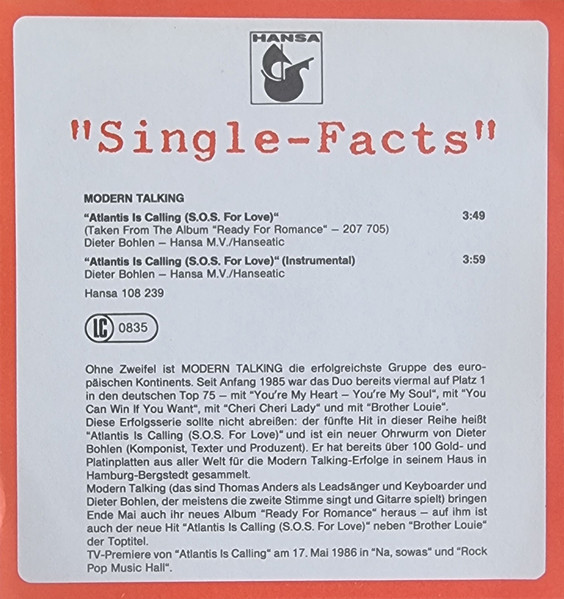 HANSA
"Single-Facts"
MODERN TALKING
"Atlantis Is Calling (S.O.S. For Love)" 3:49
(Taken From The Album "Ready For Romance" – 207 705)
Dieter Bohlen – Hansa M.V./Hanseatic
"Atlantis Is Calling (S.O.S. For Love)" (Instrumental) 3:59
Dieter Bohlen – Hansa M.V./Hanseatic
Hansa 108 239
LC 0835
Ohne Zweifel ist MODERN TALKING die erfolgreichste Gruppe des euro-
päischen Kontinents. Seit Anfang 1985 war das Duo bereits viermal auf Platz 1
in den deutschen Top 75 – mit "You're My Heart – You're My Soul", mit "You
Can Win If You Want", mit "Cheri Cheri Lady" und mit "Brother Louie".
Diese Erfolgsserie sollte nicht abreißen: der fünfte Hit in dieser Reihe heißt
"Atlantis Is Calling (S.O.S. For Love)" und ist ein neuer Ohrwurm von Dieter
Bohlen (Komponist, Texter und Produzent). Er hat bereits über 100 Gold- und
Platinplatten aus aller Welt für die Modern Talking-Erfolge in seinem Haus in
Hamburg-Bergstedt gesammelt.
Modern Talking (das sind Thomas Anders als Leadsänger und Keyboarder und
Dieter Bohlen, der meistens die zweite Stimme singt und Gitarre spielt) bringen
Ende Mai auch ihr neues Album "Ready For Romance" heraus – auf ihm ist
auch der neue Hit "Atlantis Is Calling (S.O.S. For Love)" neben "Brother Louie"
der Toptitel.
TV-Premiere von "Atlantis Is Calling" am 17. Mai 1986 in "Na, sowas" und "Rock
Pop Music Hall".